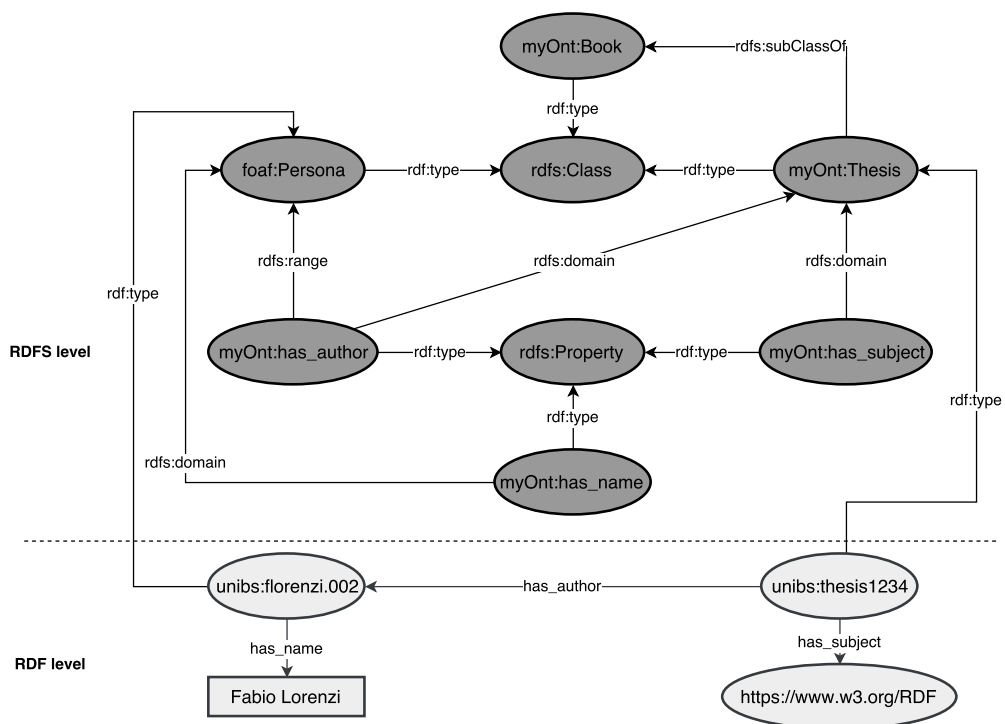 myOnt:Book
rdfs:subClassOf
rdf:type
foaf:Persona
rdf:type
rdfs:Class
rdf:type
myOnt:Thesis
rdfs:range
rdfs:domain
rdfs:domain
rdf:type
RDFS level
myOnt:has_author
rdf:type
rdfs:Property
rdf:type
myOnt:has_subject
rdf:type
rdf:type
rdfs:domain
myOnt:has_name
unibs:florenzi.002
has_author
unibs:thesis1234
has_name
has_subject
RDF level
Fabio Lorenzi
https://www.w3.org/RDF